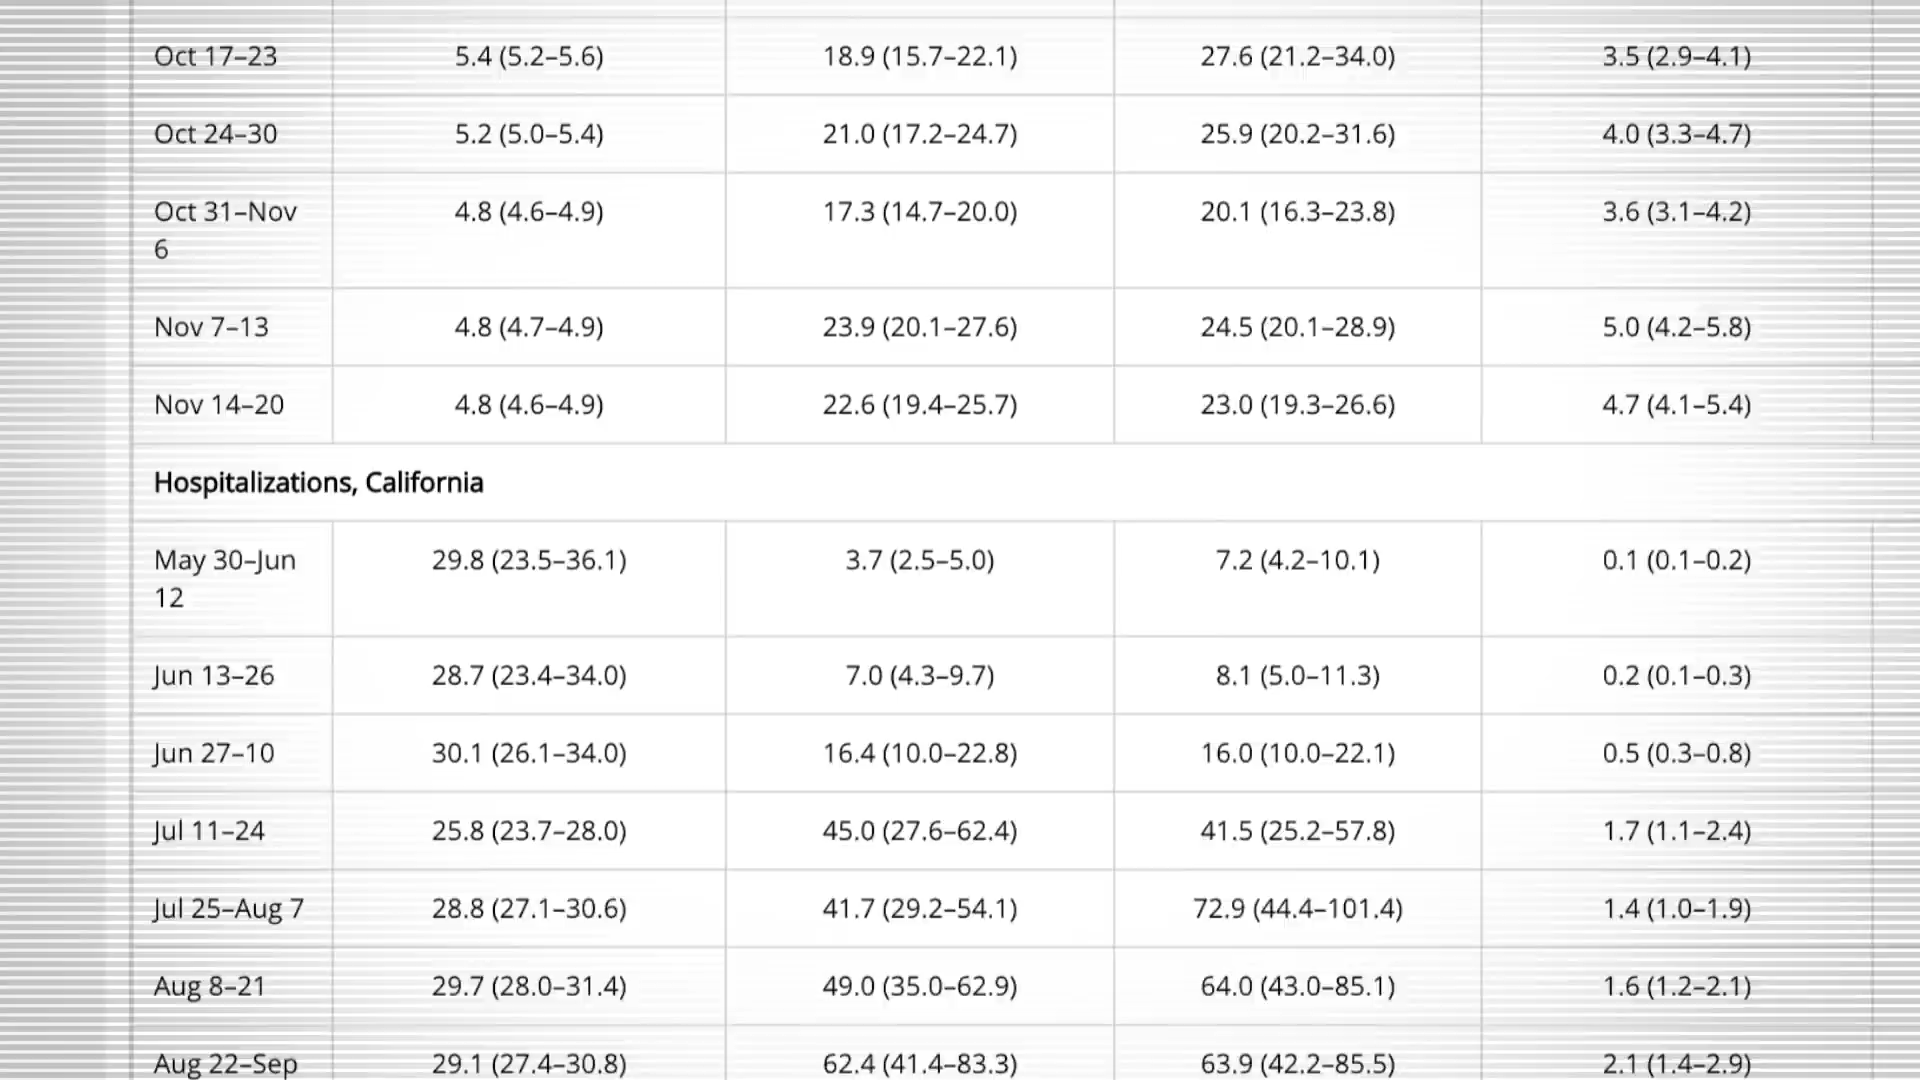 Oct 17–23 5.4 (5.2–5.6) 18.9 (15.7–22.1) 27.6 (21.2–34.0) 3.5 (2.9–4.1)
Oct 24–30 5.2 (5.0–5.4) 21.0 (17.2–24.7) 25.9 (20.2–31.6) 4.0 (3.3–4.7)
Oct 31–Nov 4.8 (4.6–4.9) 17.3 (14.7–20.0) 20.1 (16.3–23.8) 3.6 (3.1–4.2)
6
Nov 7–13 4.8 (4.7–4.9) 23.9 (20.1–27.6) 24.5 (20.1–28.9) 5.0 (4.2–5.8)
Nov 14–20 4.8 (4.6–4.9) 22.6 (19.4–25.7) 23.0 (19.3–26.6) 4.7 (4.1–5.4)
Hospitalizations, California
May 30–Jun 29.8 (23.5–36.1) 3.7 (2.5–5.0) 7.2 (4.2–10.1) 0.1 (0.1–0.2)
12
Jun 13–26 28.7 (23.4–34.0) 7.0 (4.3–9.7) 8.1 (5.0–11.3) 0.2 (0.1–0.3)
Jun 27–10 30.1 (26.1–34.0) 16.4 (10.0–22.8) 16.0 (10.0–22.1) 0.5 (0.3–0.8)
Jul 11–24 25.8 (23.7–28.0) 45.0 (27.6–62.4) 41.5 (25.2–57.8) 1.7 (1.1–2.4)
Jul 25–Aug 7 28.8 (27.1–30.6) 41.7 (29.2–54.1) 72.9 (44.4–101.4) 1.4 (1.0–1.9)
Aug 8–21 29.7 (28.0–31.4) 49.0 (35.0–62.9) 64.0 (43.0–85.1) 1.6 (1.2–2.1)
Aug 22–Sep 29.1 (27.4–30.8) 62.4 (41.4–83.3) 63.9 (42.2–85.5) 2.1 (1.4–2.9)